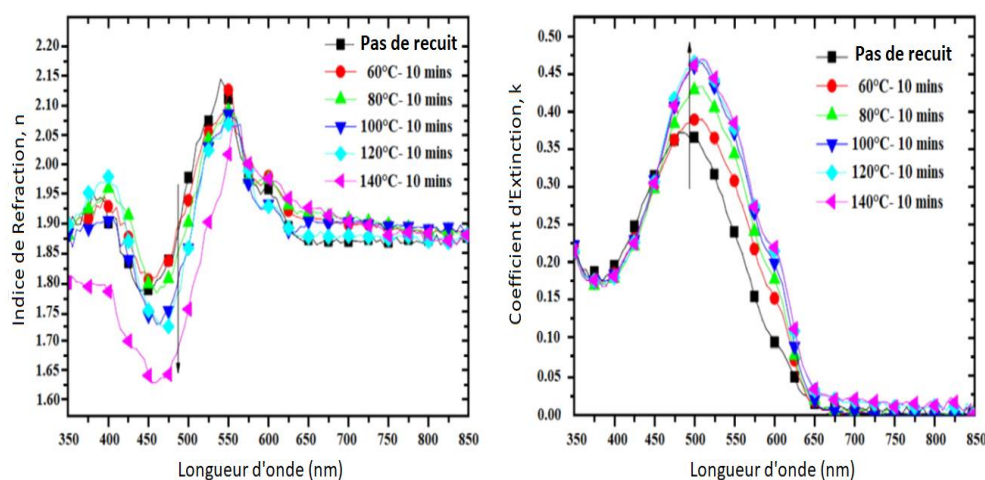 Indice de Refraction, n
2.20
2.15
2.10
2.05
2.00
1.95
1.90
1.85
1.80
1.75
1.70
1.65
1.60
Pas de recuit
60°C- 10 mins
80°C- 10 mins
100°C- 10 mins
120°C- 10 mins
140°C- 10 mins
350 400 450 500 550 600 650 700 750 800 850
Longueur d'onde (nm)
Coefficient d'Extinction, k
0.50
0.45
0.40
0.35
0.30
0.25
0.20
0.15
0.10
0.05
0.00
Pas de recuit
60°C- 10 mins
80°C- 10 mins
100°C- 10 mins
120°C- 10 mins
140°C- 10 mins
350 400 450 500 550 600 650 700 750 800 850
Longueur d'onde (nm)